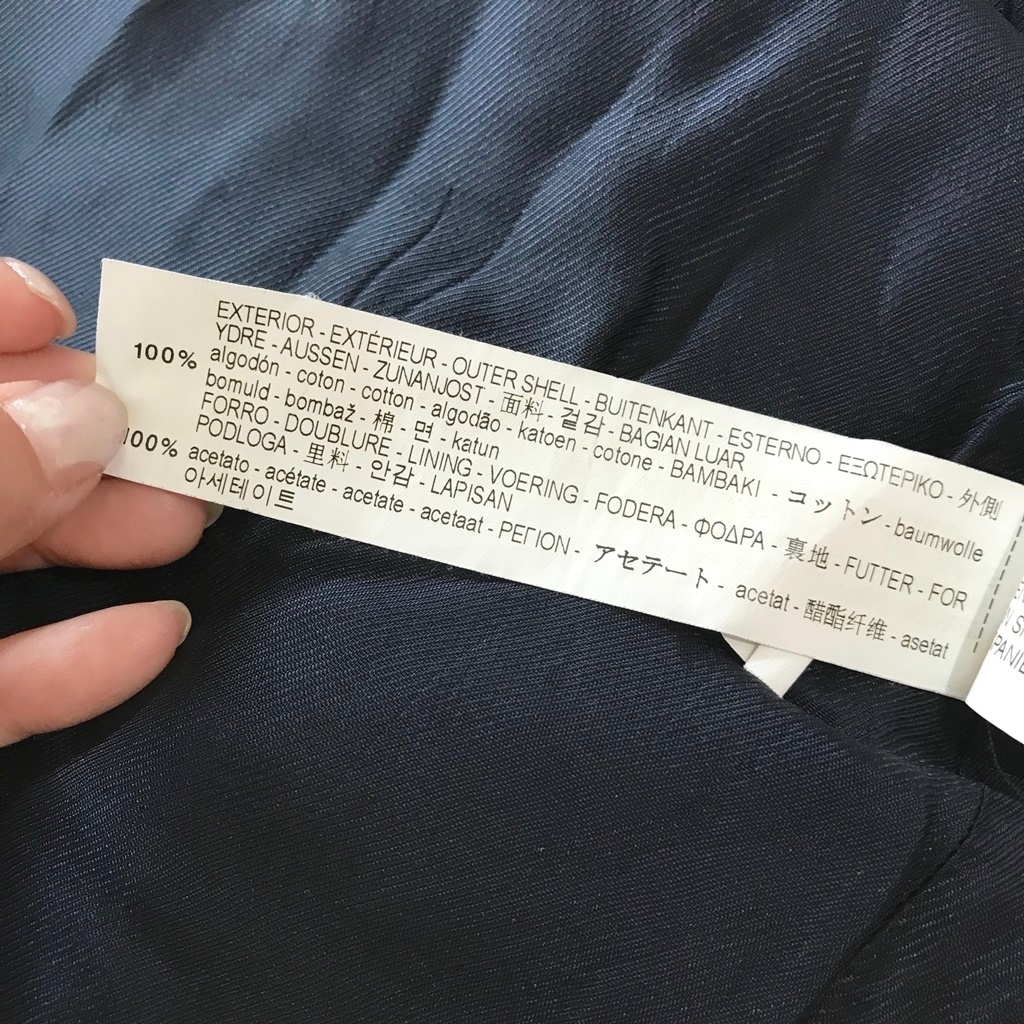 EXTERIOR - EXTÉRIEUR - OUTER SHELL - BUITENKANT - ESTERNO - ΕΞΩΤΕΡΙΚΟ - 外側
YDRE - AUSSEN - ZUNANJOST - 面料 - 겉감 - BAGIAN LUAR
100% algodón - coton - cotton - algodão - katoen - cotone - BAMBAKI - コットン - baumwolle
bomuld - bombaž - 棉 - 면 - katun
FORRO - DOUBLURE - LINING - VOERING - FODERA - ΦΟΔΡΑ - 裏地 - FUTTER - FOR
PODLOGA - 里料 - 안감 - LAPISAN
100% acetato - acétate - acetate - acetaat - ΡΕΓΙΟΝ - アセテート - acetat - 醋酯纤维 - asetat
아세테이트